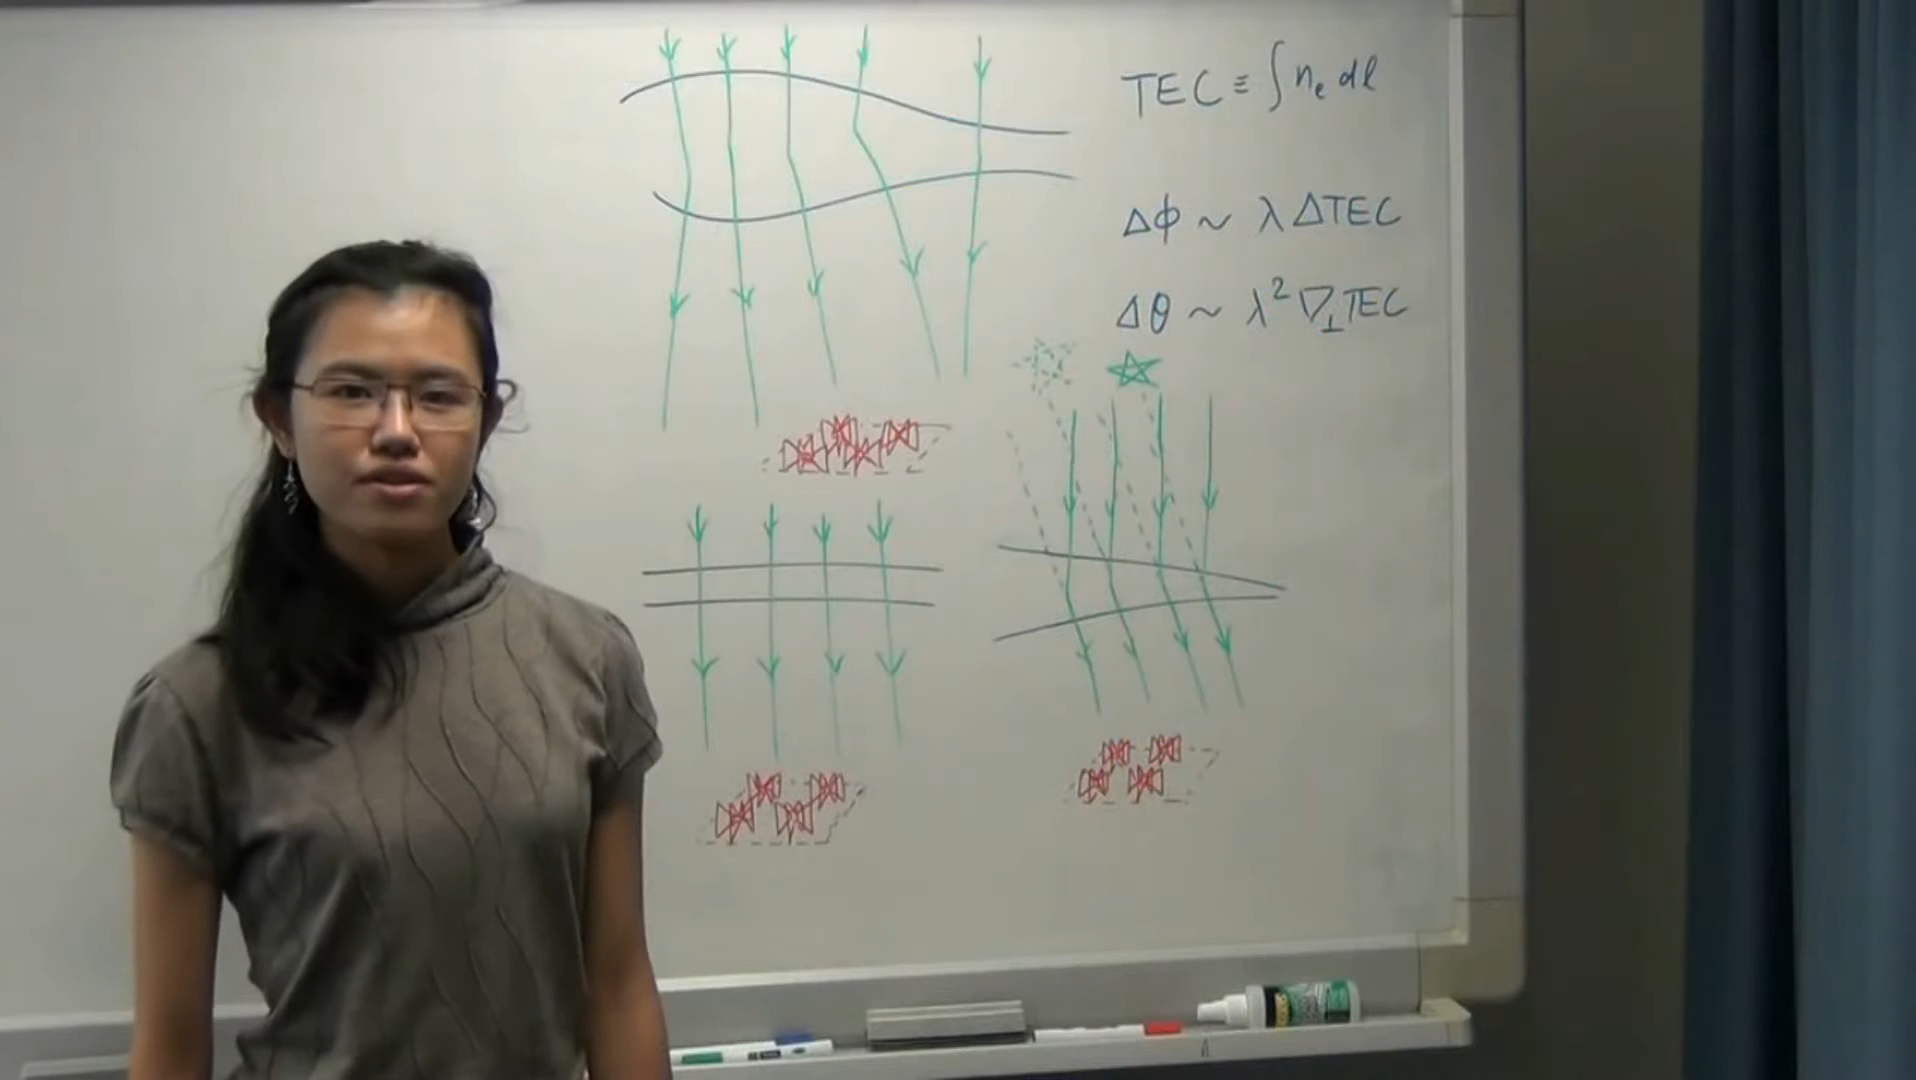 TEC ≡ ∫ nₑ dl
Δϕ ~ λ ΔTEC
Δθ ~ λ² ∇⊥TEC